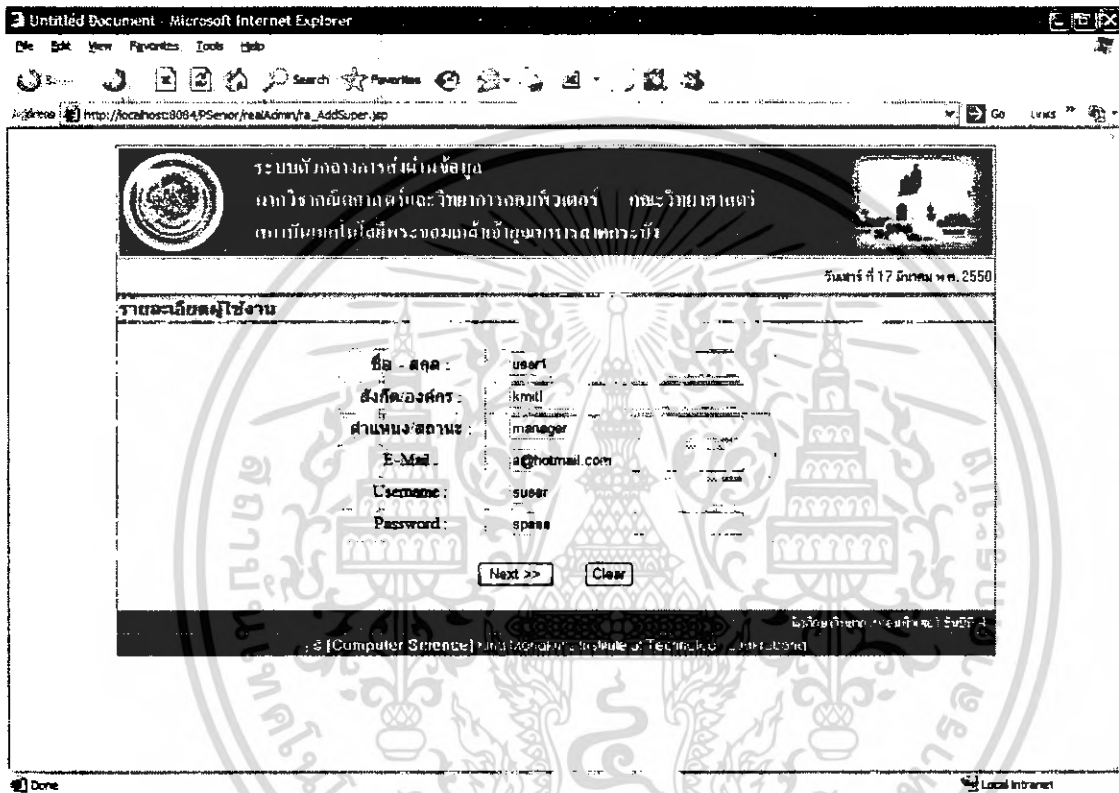 Untitled Document - Microsoft Internet Explorer
File Edit View Favorites Tools Help
Search Favorites
Address http://localhost:8084/PSenior/realAdmin/ra_AddSuper.jsp Go Links »
ระบบตัวกลางการส่งผ่านข้อมูล
ภาควิชาคณิตศาสตร์และวิทยาการคอมพิวเตอร์ คณะวิทยาศาสตร์
สถาบันเทคโนโลยีพระจอมเกล้าเจ้าคุณทหารลาดกระบัง
วันเสาร์ ที่ 17 มีนาคม พ.ศ. 2550
รายละเอียดผู้ใช้งาน
ชื่อ - สกุล : user1
สังกัด/องค์กร : kmitl
ตำแหน่ง/สถานะ : manager
E-Mail : a@hotmail.com
Username : suser
Password : spass
Next >> Clear
© [Computer Science] King Mongkut's Institute of Technology Ladkrabang
Done Local intranet